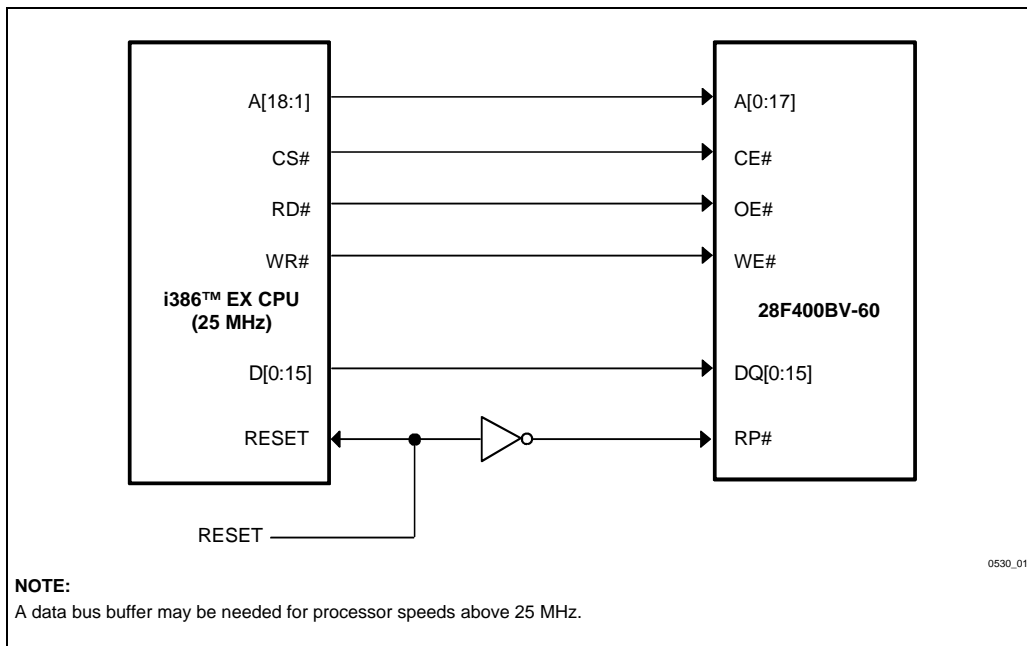 A[18:1]
A[0:17]
CS#
CE#
RD#
OE#
WR#
WE#
i386™ EX CPU
(25 MHz)
28F400BV-60
D[0:15]
DQ[0:15]
RESET
RP#
RESET
0530_01
NOTE:
A data bus buffer may be needed for processor speeds above 25 MHz.